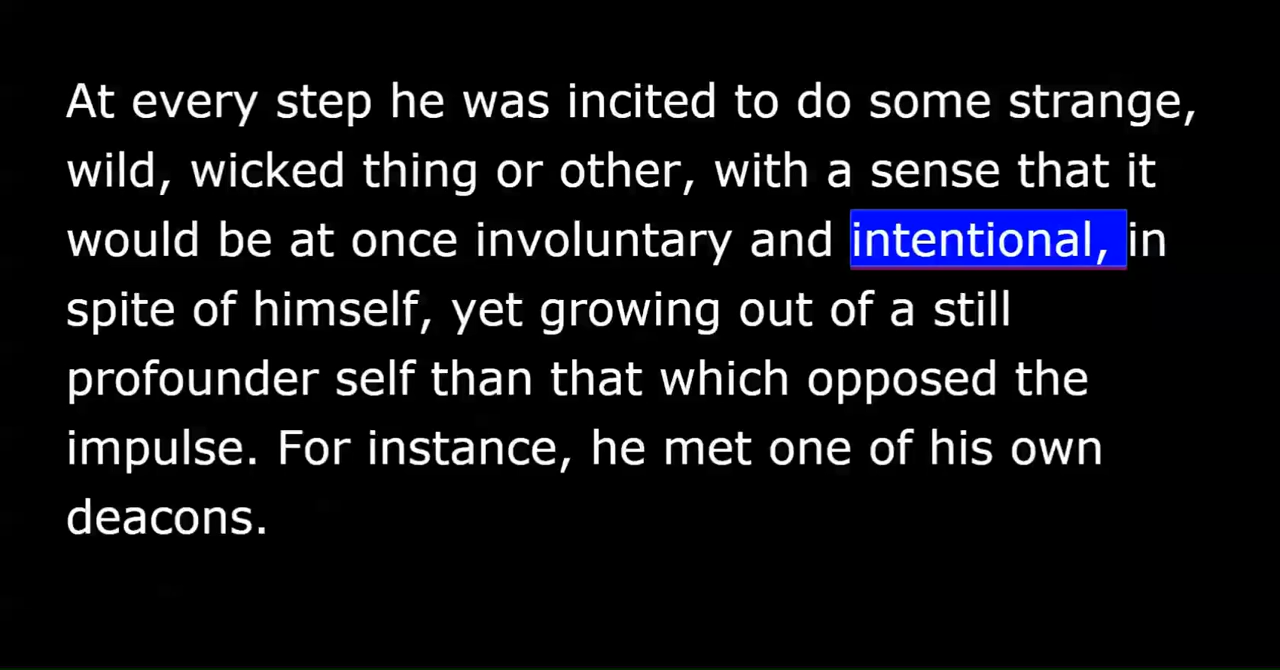 At every step he was incited to do some strange,
wild, wicked thing or other, with a sense that it
would be at once involuntary and intentional, in
spite of himself, yet growing out of a still
profounder self than that which opposed the
impulse. For instance, he met one of his own
deacons.